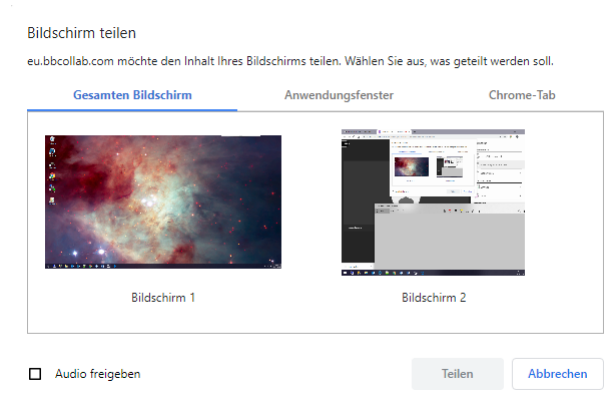 Bildschirm teilen
eu.bbcollab.com möchte den Inhalt Ihres Bildschirms teilen. Wählen Sie aus, was geteilt werden soll.
Gesamten Bildschirm Anwendungsfenster Chrome-Tab
Bildschirm 1 Bildschirm 2
Audio freigeben Teilen Abbrechen